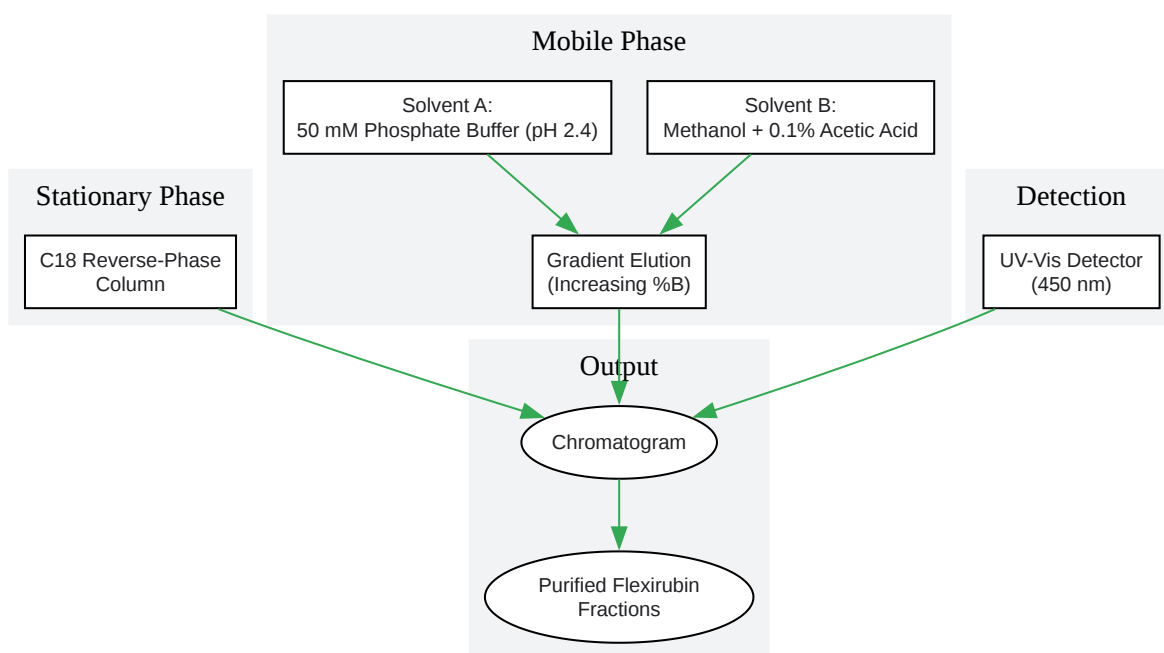 Mobile Phase
Solvent A:
50 mM Phosphate Buffer (pH 2.4)
Solvent B:
Methanol + 0.1% Acetic Acid
Stationary Phase
C18 Reverse-Phase
Column
Gradient Elution
(Increasing %B)
Detection
UV-Vis Detector
(450 nm)
Output
Chromatogram
Purified Flexirubin
Fractions